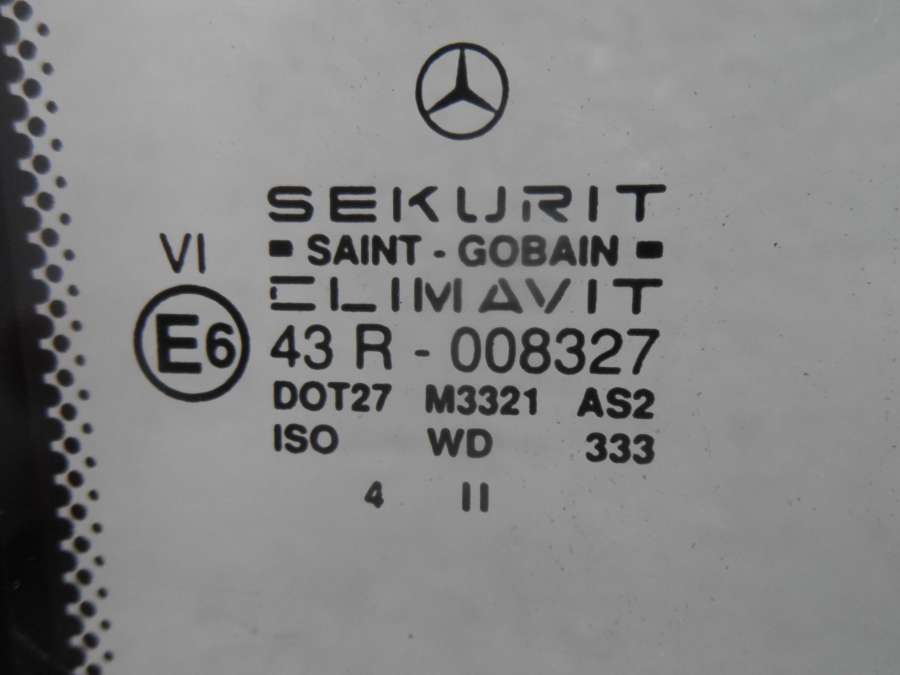 SEKURIT
SAINT - GOBAIN
CLIMAVIT
VI
E6 43 R - 008327
DOT27 M3321 AS2
ISO WD 333
4 II